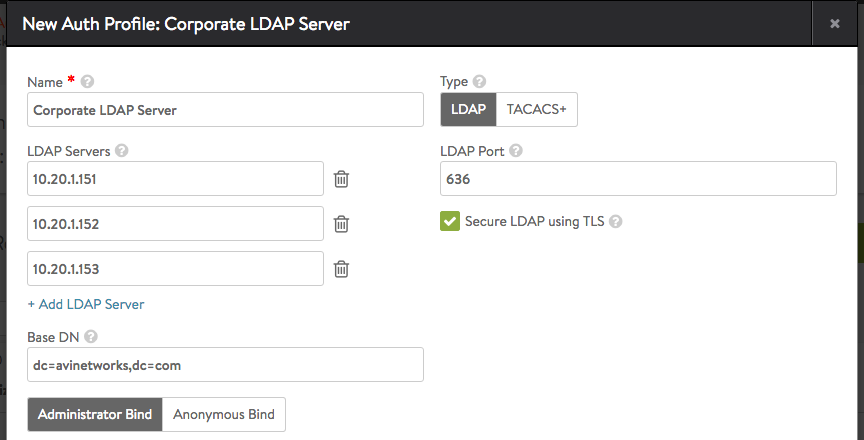 New Auth Profile: Corporate LDAP Server
Name * Type
Corporate LDAP Server LDAP TACACS+
LDAP Servers LDAP Port
10.20.1.151 636
10.20.1.152 Secure LDAP using TLS
10.20.1.153
+ Add LDAP Server
Base DN
dc=avinetworks,dc=com
Administrator Bind Anonymous Bind